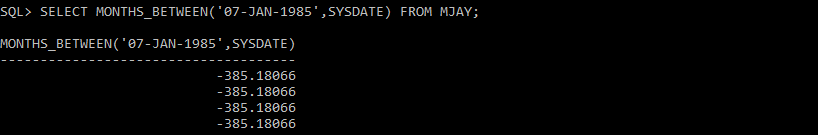 SQL> SELECT MONTHS_BETWEEN('07-JAN-1985',SYSDATE) FROM MJAY;
MONTHS_BETWEEN('07-JAN-1985',SYSDATE)
-------------------------------------
-385.18066
-385.18066
-385.18066
-385.18066